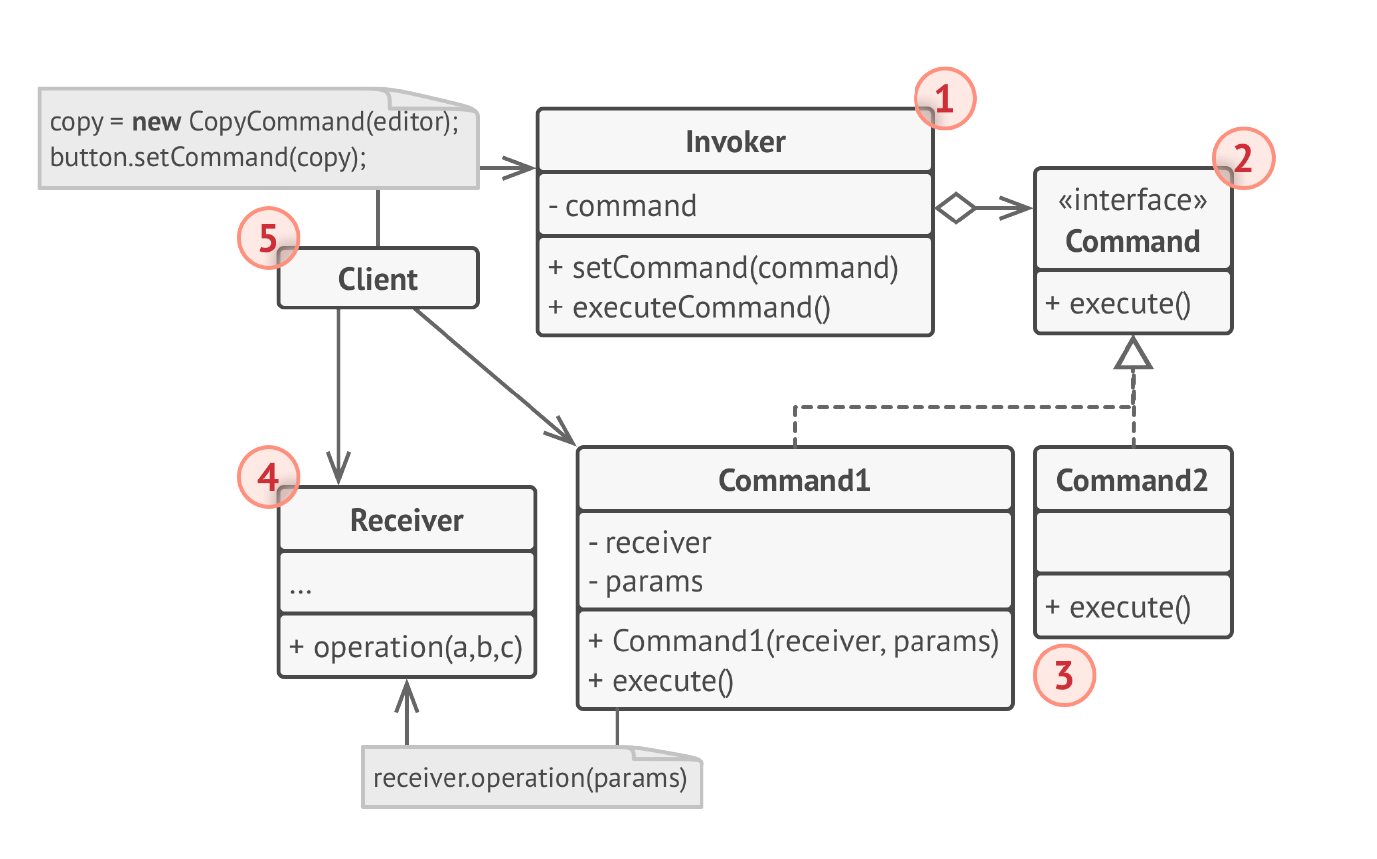 copy = new CopyCommand(editor);
button.setCommand(copy);
1
Invoker
- command
+ setCommand(command)
+ executeCommand()
2
«interface»
Command
+ execute()
5
Client
4
Receiver
...
+ operation(a,b,c)
Command1
- receiver
- params
+ Command1(receiver, params)
+ execute()
Command2
+ execute()
3
receiver.operation(params)